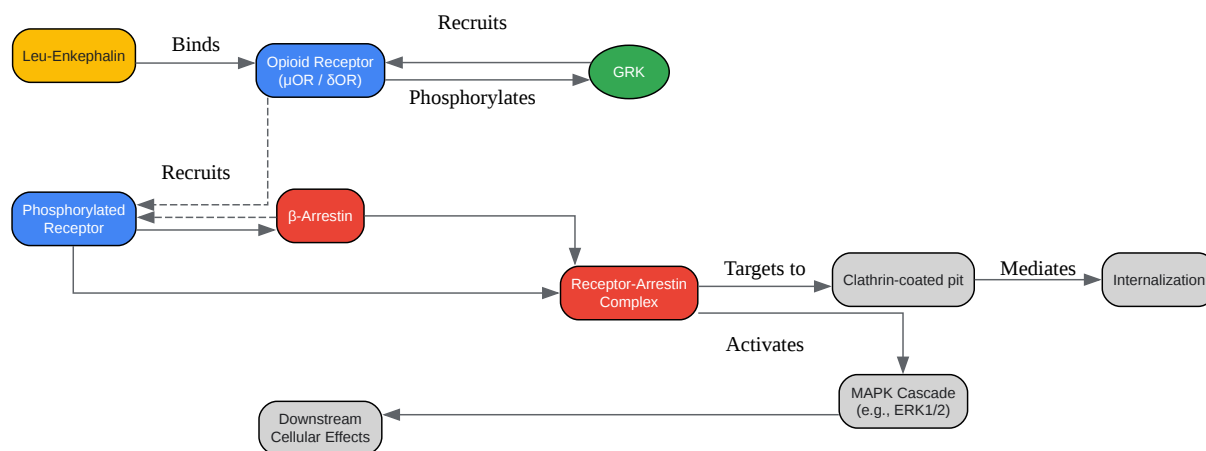 Recruits
Leu-Enkephalin
Binds
Opioid Receptor
(μOR / δOR)
GRK
Phosphorylates
Recruits
Phosphorylated
Receptor
β-Arrestin
Receptor-Arrestin
Complex
Targets to
Clathrin-coated pit
Mediates
Internalization
Activates
MAPK Cascade
(e.g., ERK1/2)
Downstream
Cellular Effects